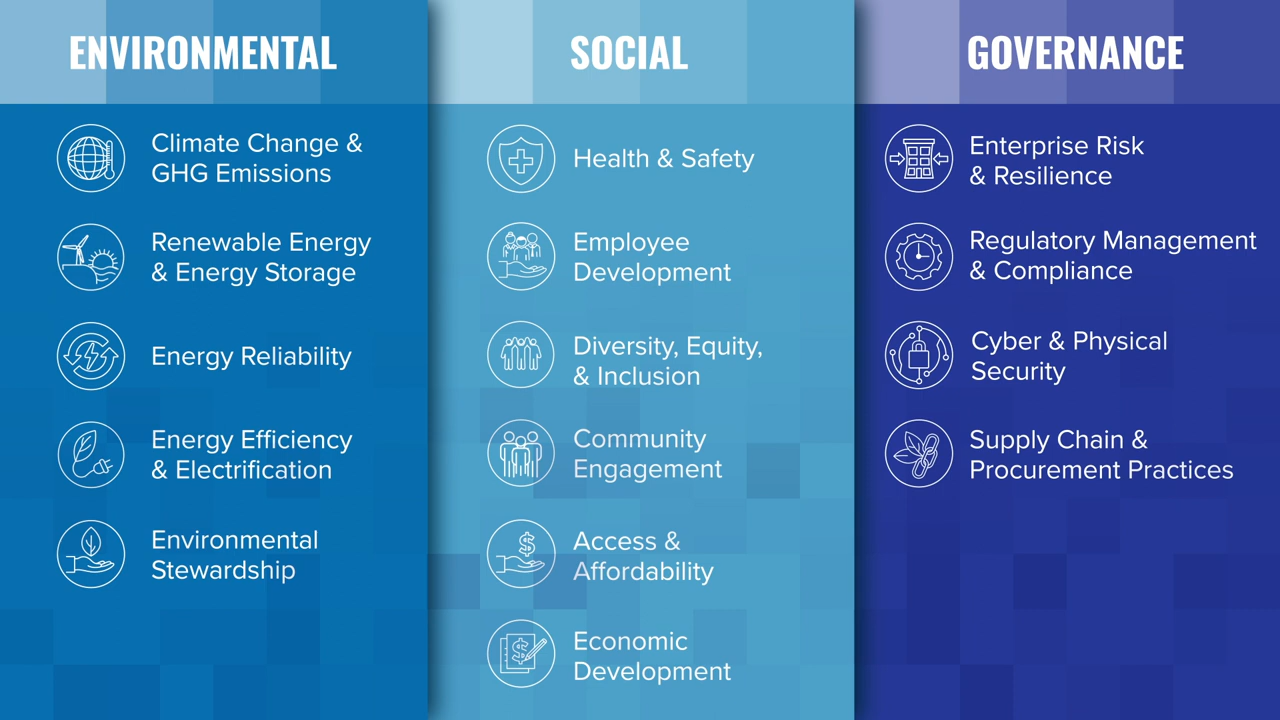 ENVIRONMENTAL
Climate Change &
GHG Emissions
Renewable Energy
& Energy Storage
Energy Reliability
Energy Efficiency
& Electrification
Environmental
Stewardship
SOCIAL
Health & Safety
Employee
Development
Diversity, Equity,
& Inclusion
Community
Engagement
Access &
Affordability
Economic
Development
GOVERNANCE
Enterprise Risk
& Resilience
Regulatory Management
& Compliance
Cyber & Physical
Security
Supply Chain &
Procurement Practices